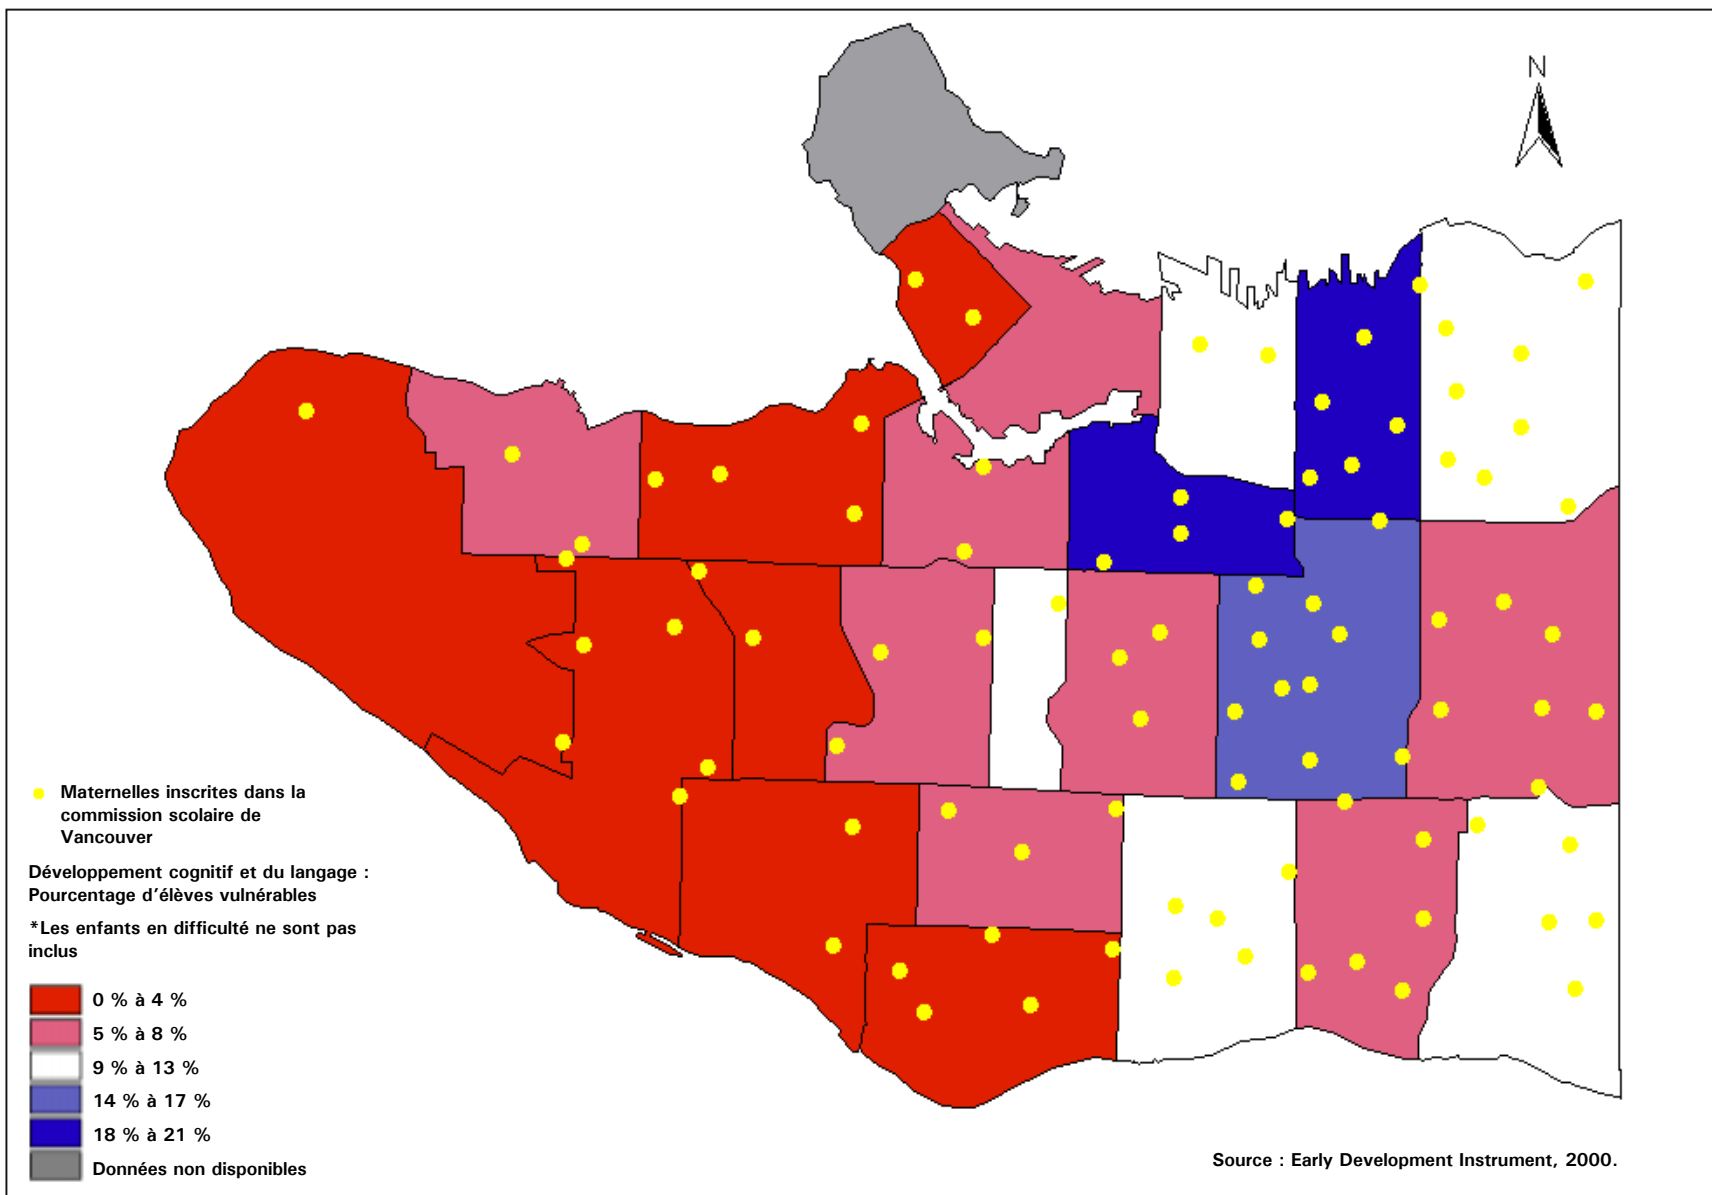 N
Maternelles inscrites dans la
commission scolaire de
Vancouver
Développement cognitif et du langage :
Pourcentage d'élèves vulnérables
*Les enfants en difficulté ne sont pas
inclus
0 % à 4 %
5 % à 8 %
9 % à 13 %
14 % à 17 %
18 % à 21 %
Données non disponibles
Source : Early Development Instrument, 2000.